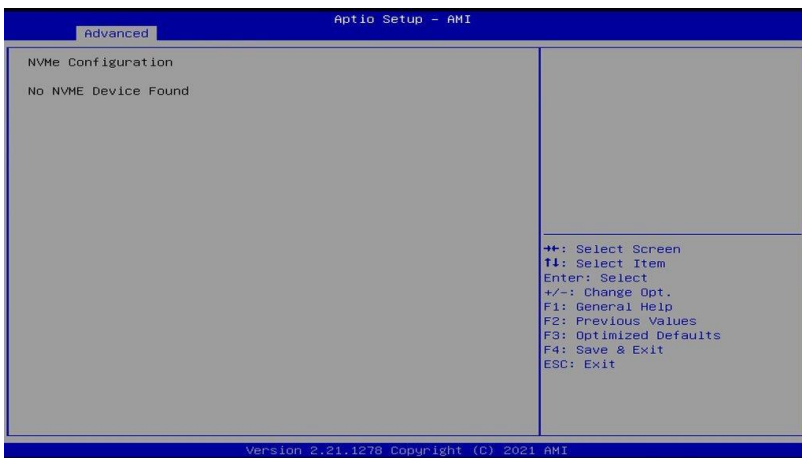 Aptio Setup – AMI
Advanced
NVMe Configuration
No NVME Device Found
→←: Select Screen
↑↓: Select Item
Enter: Select
+/-: Change Opt.
F1: General Help
F2: Previous Values
F3: Optimized Defaults
F4: Save & Exit
ESC: Exit
Version 2.21.1278 Copyright (C) 2021 AMI